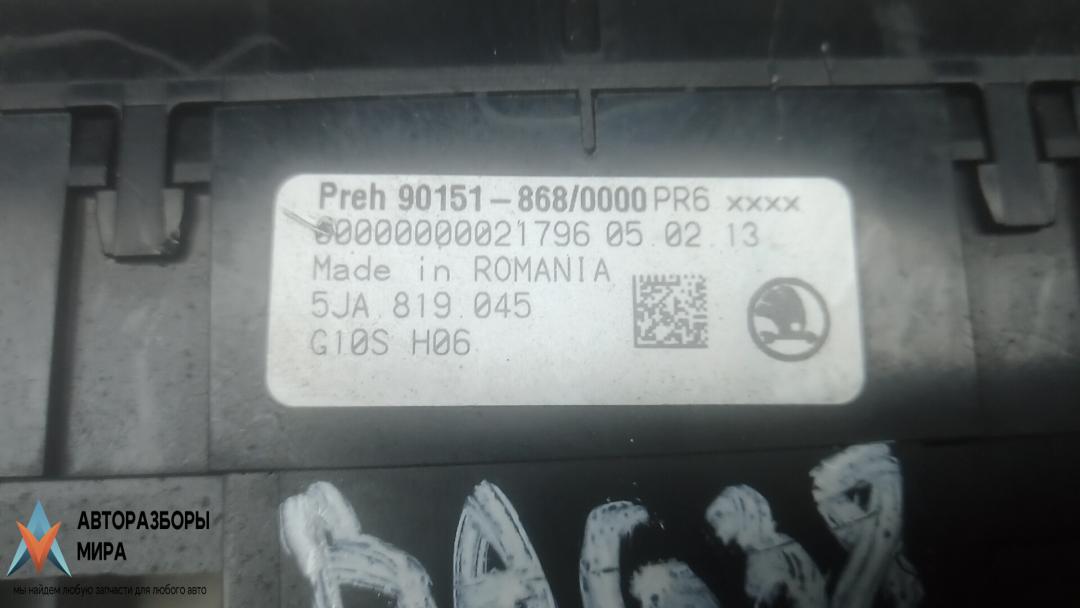 Preh 90151-868/0000 PR6 xxxx
00000000021796 05.02.13
Made in ROMANIA
5JA 819 045
G10S H06
АВТОРАЗБОРЫ
МИРА
мы найдем любую запчасти для любого авто